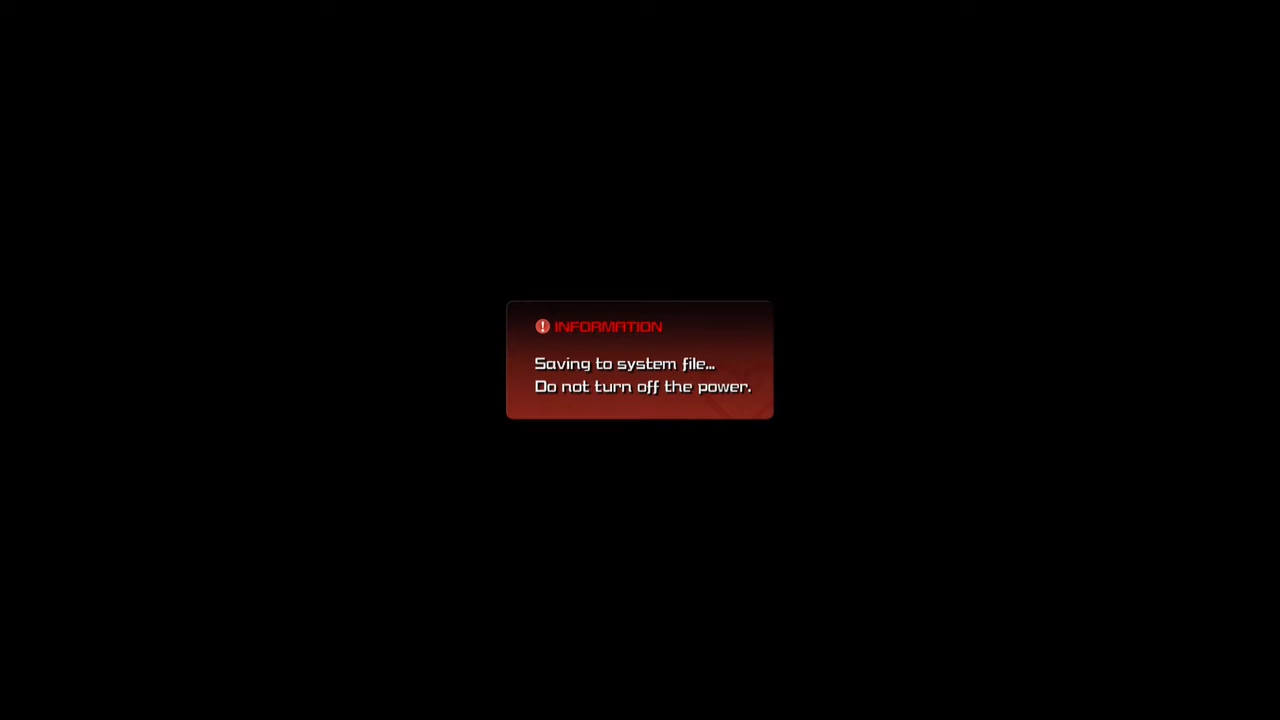 INFORMATION
Saving to system file...
Do not turn off the power.